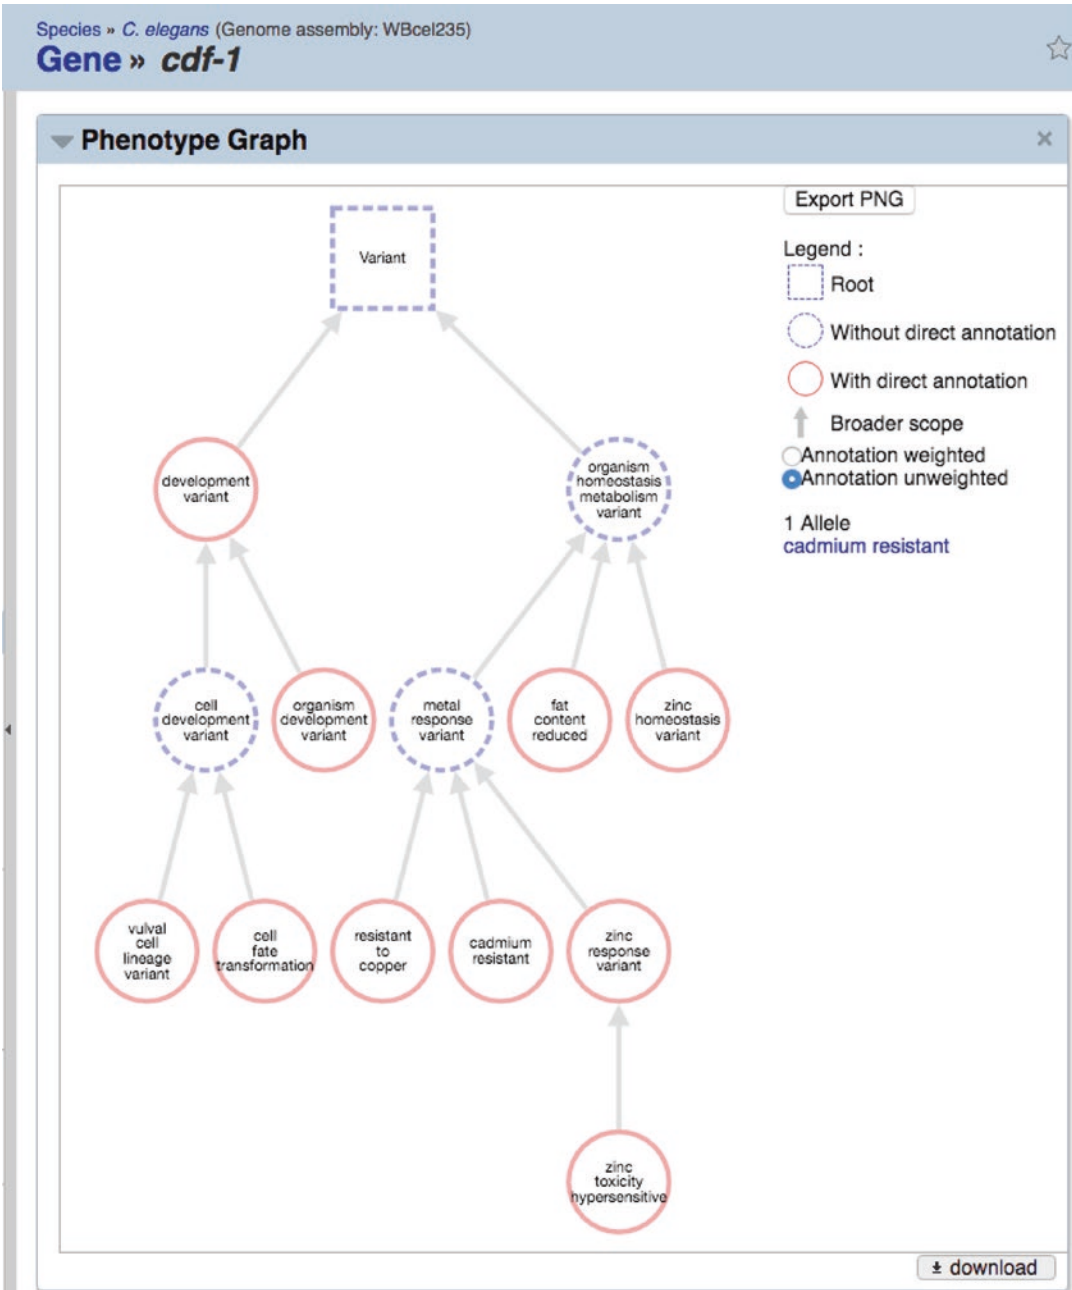 Species » C. elegans (Genome assembly: WBcel235)
Gene » cdf-1
Phenotype Graph
Export PNG
Legend :
Root
Without direct annotation
With direct annotation
Broader scope
Annotation weighted
Annotation unweighted
1 Allele
cadmium resistant
Variant
development
variant
organism
homeostasis
metabolism
variant
cell
development
variant
organism
development
variant
metal
response
variant
fat
content
reduced
zinc
homeostasis
variant
vulval
cell
lineage
variant
cell
fate
transformation
resistant
to
copper
cadmium
resistant
zinc
response
variant
zinc
toxicity
hypersensitive
download